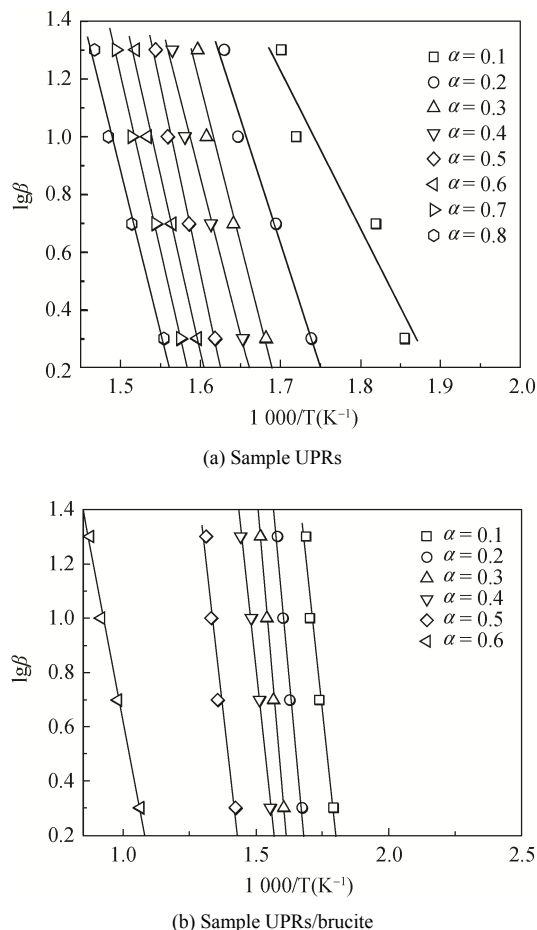 1.4
1.2
1.0
0.8
0.6
0.4
0.2
lgβ
α = 0.1
α = 0.2
α = 0.3
α = 0.4
α = 0.5
α = 0.6
α = 0.7
α = 0.8
1.5 1.6 1.7 1.8 1.9 2.0
1 000/T(K⁻¹)
(a) Sample UPRs
1.4
1.2
1.0
0.8
0.6
0.4
0.2
lgβ
α = 0.1
α = 0.2
α = 0.3
α = 0.4
α = 0.5
α = 0.6
1.0 1.5 2.0 2.5
1 000/T(K⁻¹)
(b) Sample UPRs/brucite